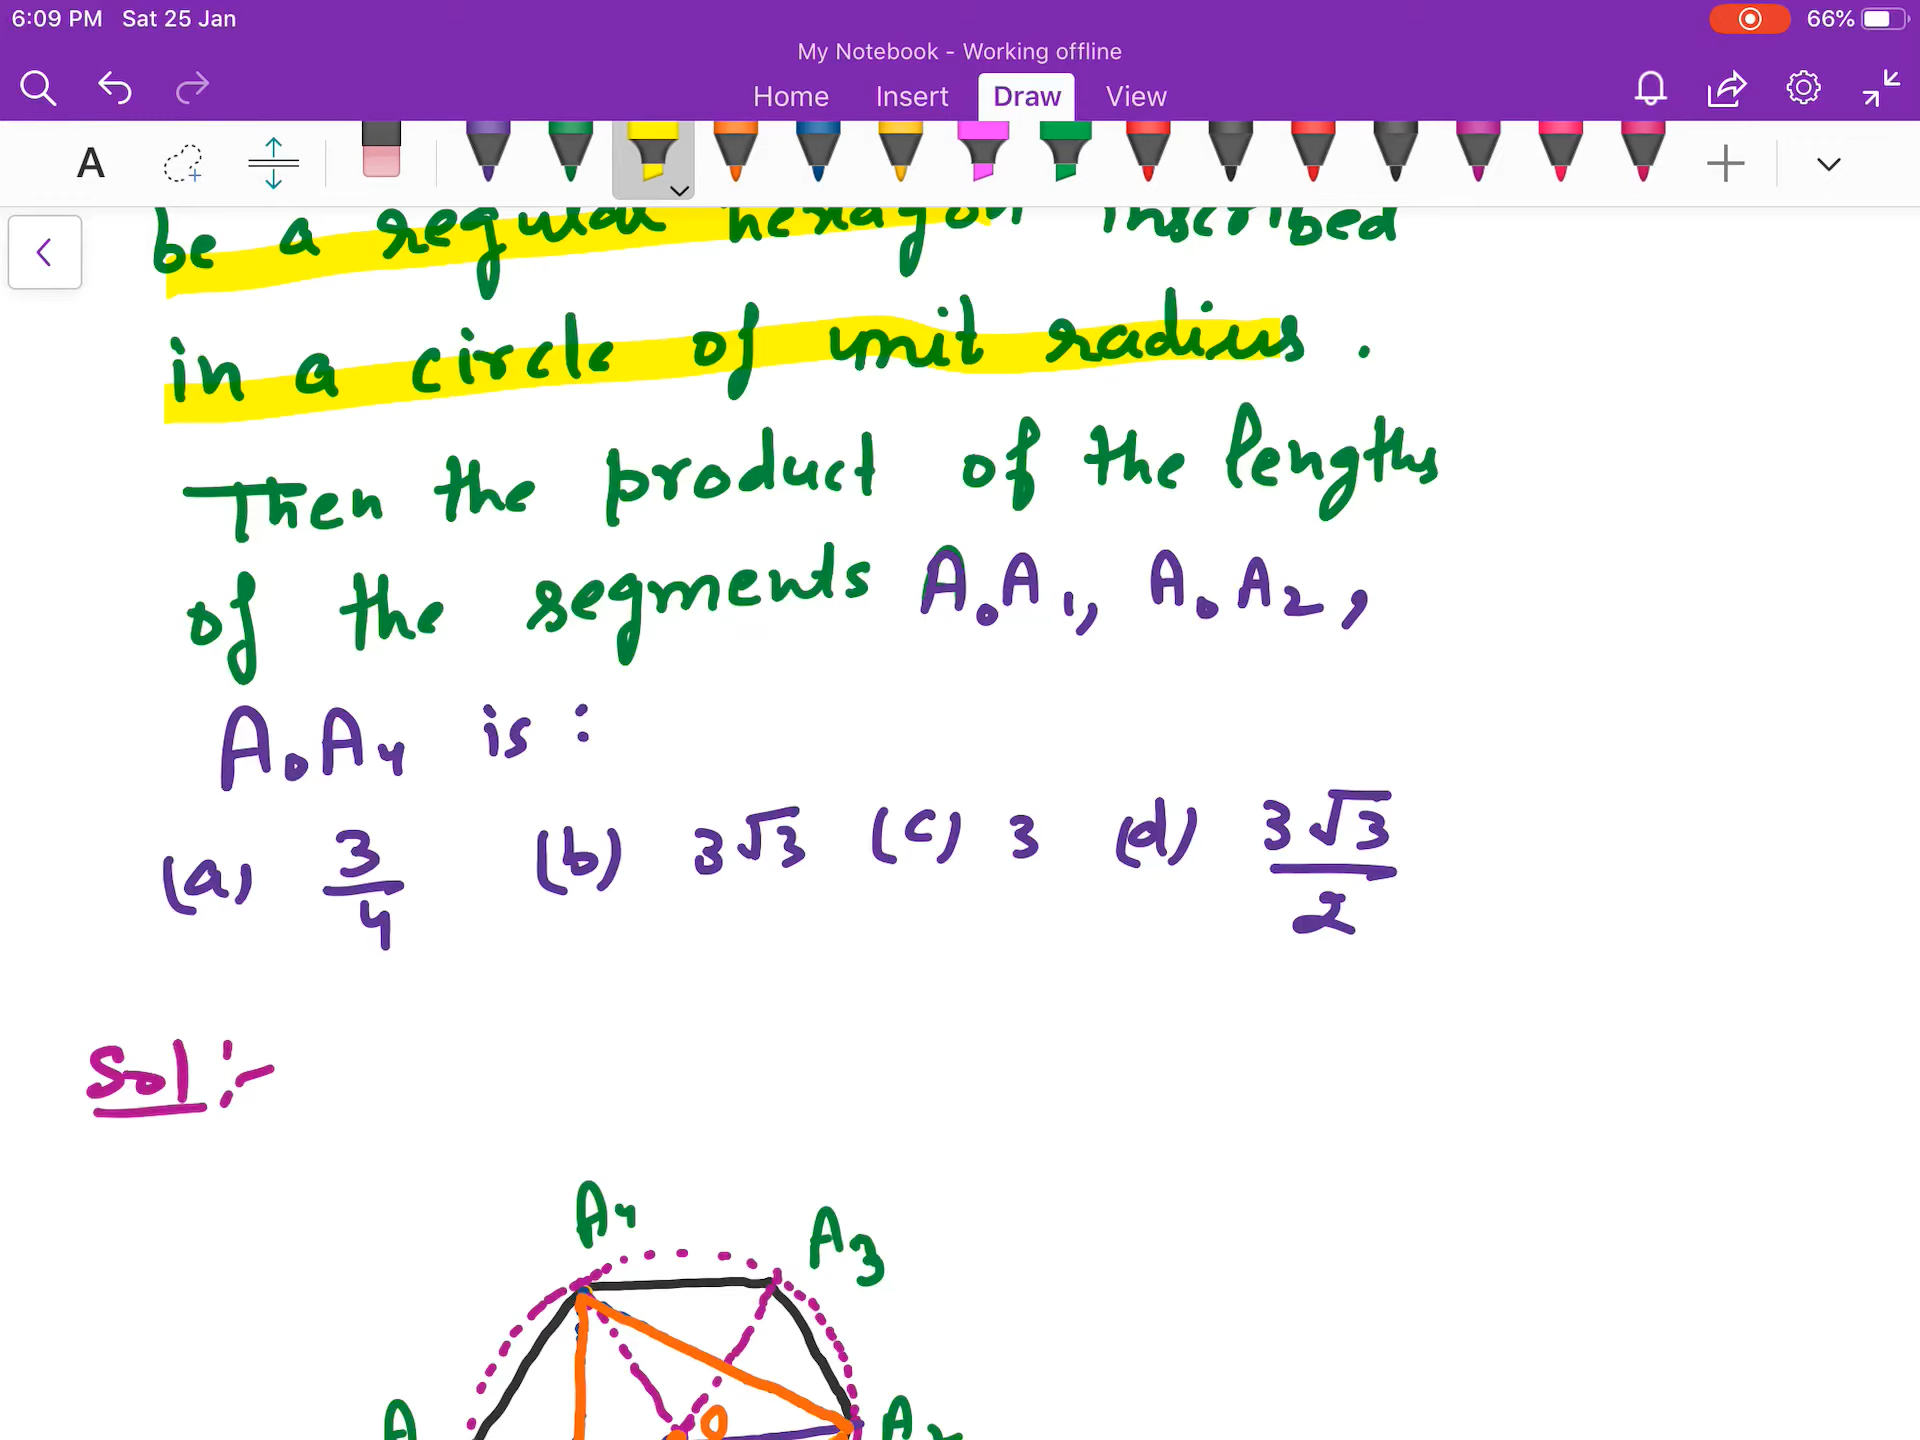 6:09 PM Sat 25 Jan
66%
My Notebook - Working offline
Home Insert Draw View
A
be a regular hexagon inscribed
in a circle of unit radius .
Then the product of the lengths
of the segments A₀A₁, A₀A₂,
A₀A₄ is :
(a) 3/4 (b) 3√3 (c) 3 (d) 3√3/2
Sol :-
A₄
A₃
O
A
A₂